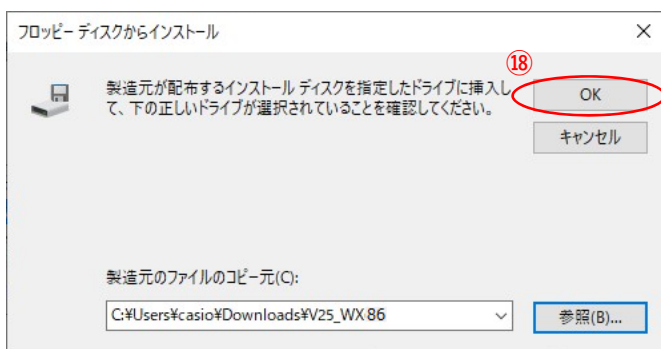 フロッピー ディスクからインストール
⑱
製造元が配布するインストール ディスクを指定したドライブに挿入し
て、下の正しいドライブが選択されていることを確認してください。
OK
キャンセル
製造元のファイルのコピー元(C):
C:¥Users¥casio¥Downloads¥V25_WX86
参照(B)...